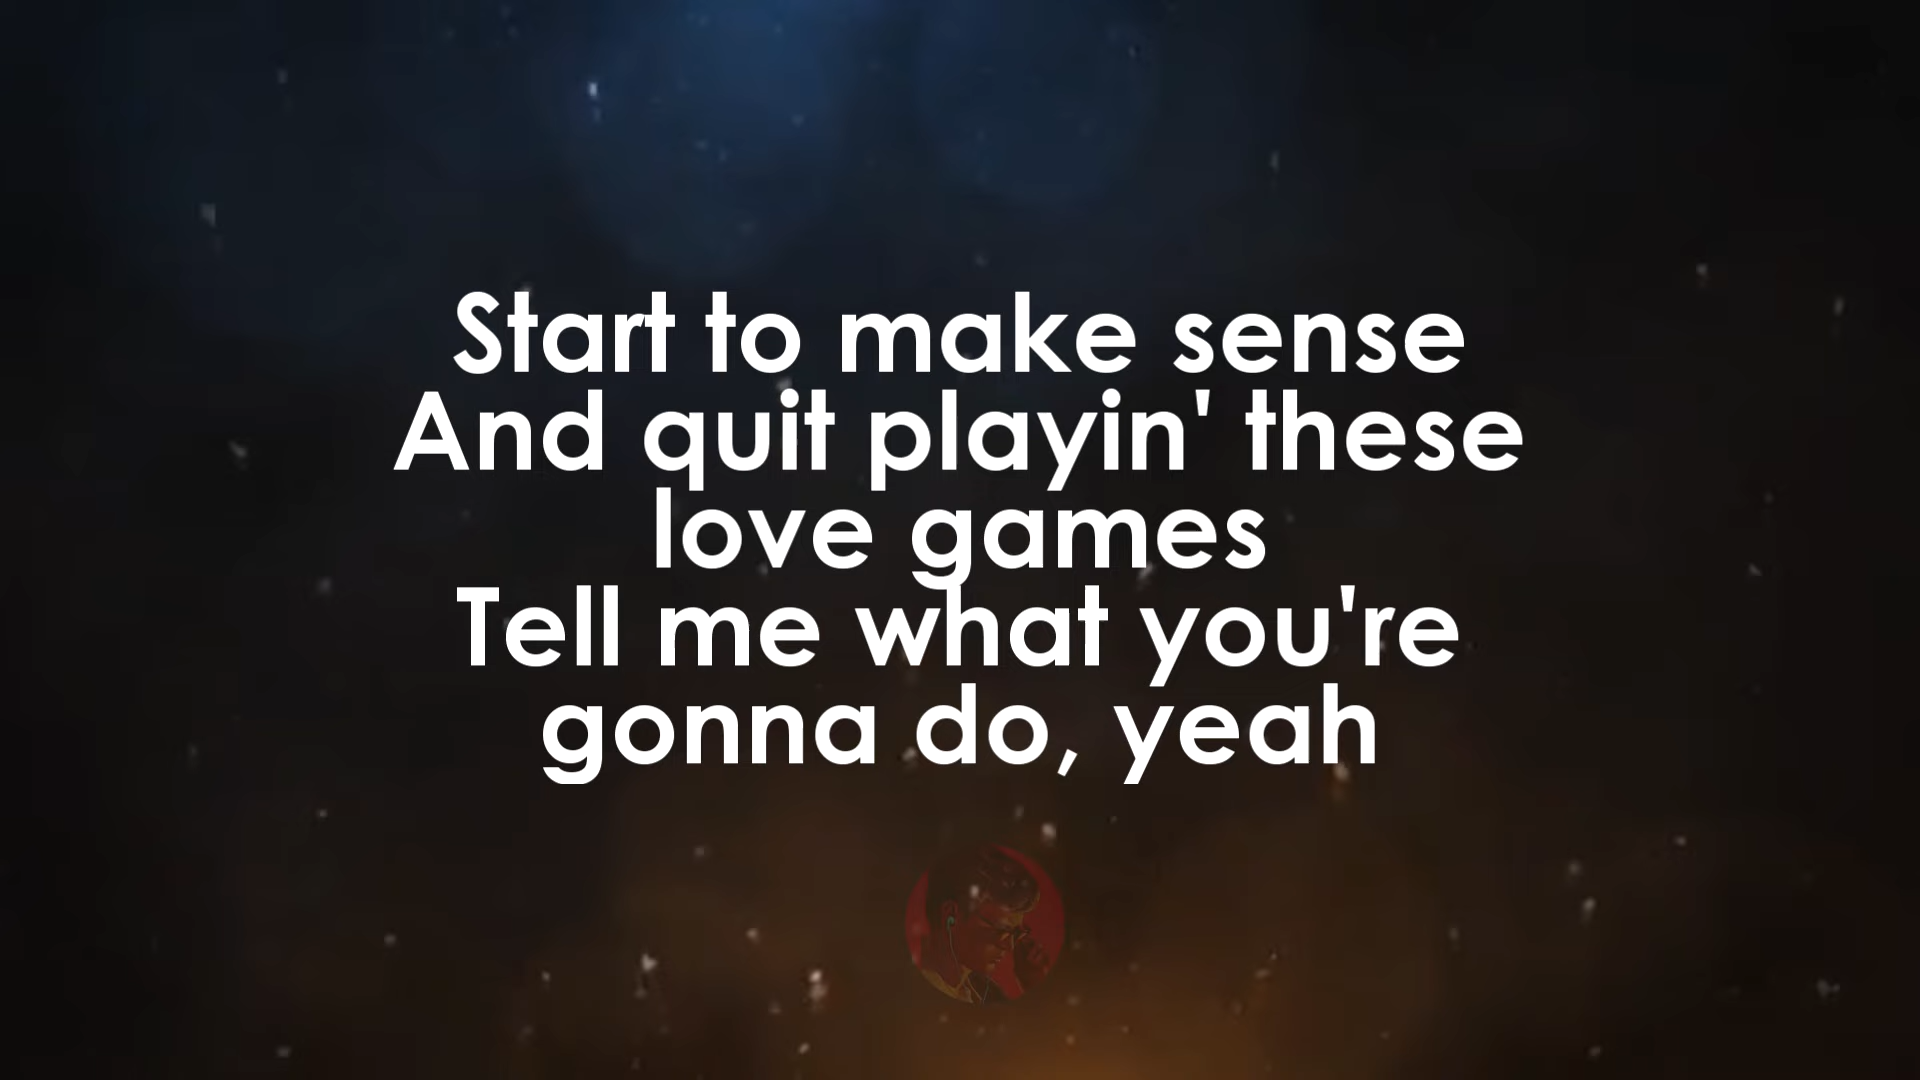 Start to make sense
And quit playin' these
love games
Tell me what you're
gonna do, yeah